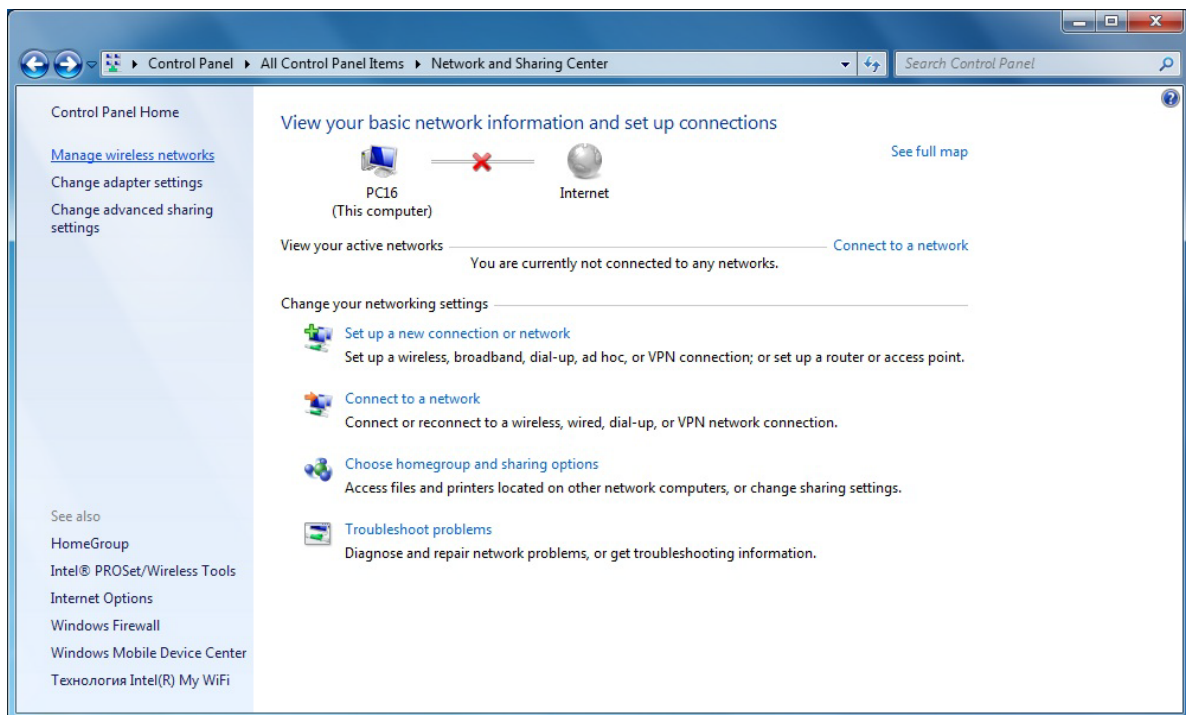 Control Panel ▸ All Control Panel Items ▸ Network and Sharing Center
Search Control Panel
Control Panel Home
Manage wireless networks
Change adapter settings
Change advanced sharing
settings
See also
HomeGroup
Intel® PROSet/Wireless Tools
Internet Options
Windows Firewall
Windows Mobile Device Center
Технология Intel(R) My WiFi
View your basic network information and set up connections
See full map
PC16
(This computer)
Internet
View your active networks
Connect to a network
You are currently not connected to any networks.
Change your networking settings
Set up a new connection or network
Set up a wireless, broadband, dial-up, ad hoc, or VPN connection; or set up a router or access point.
Connect to a network
Connect or reconnect to a wireless, wired, dial-up, or VPN network connection.
Choose homegroup and sharing options
Access files and printers located on other network computers, or change sharing settings.
Troubleshoot problems
Diagnose and repair network problems, or get troubleshooting information.